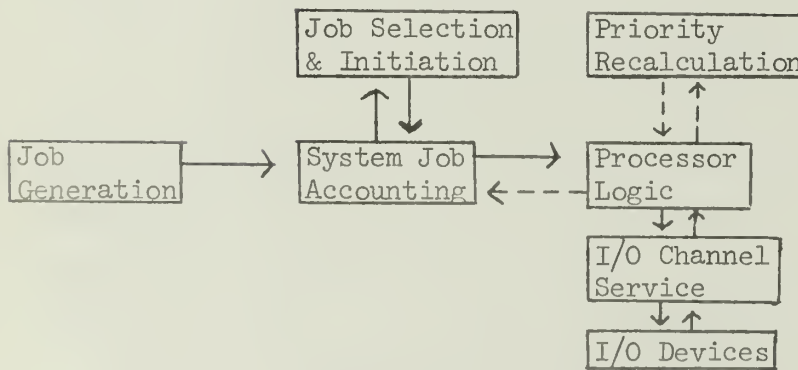 Job Selection
& Initiation
Priority
Recalculation
Job
Generation
System Job
Accounting
Processor
Logic
I/O Channel
Service
I/O Devices